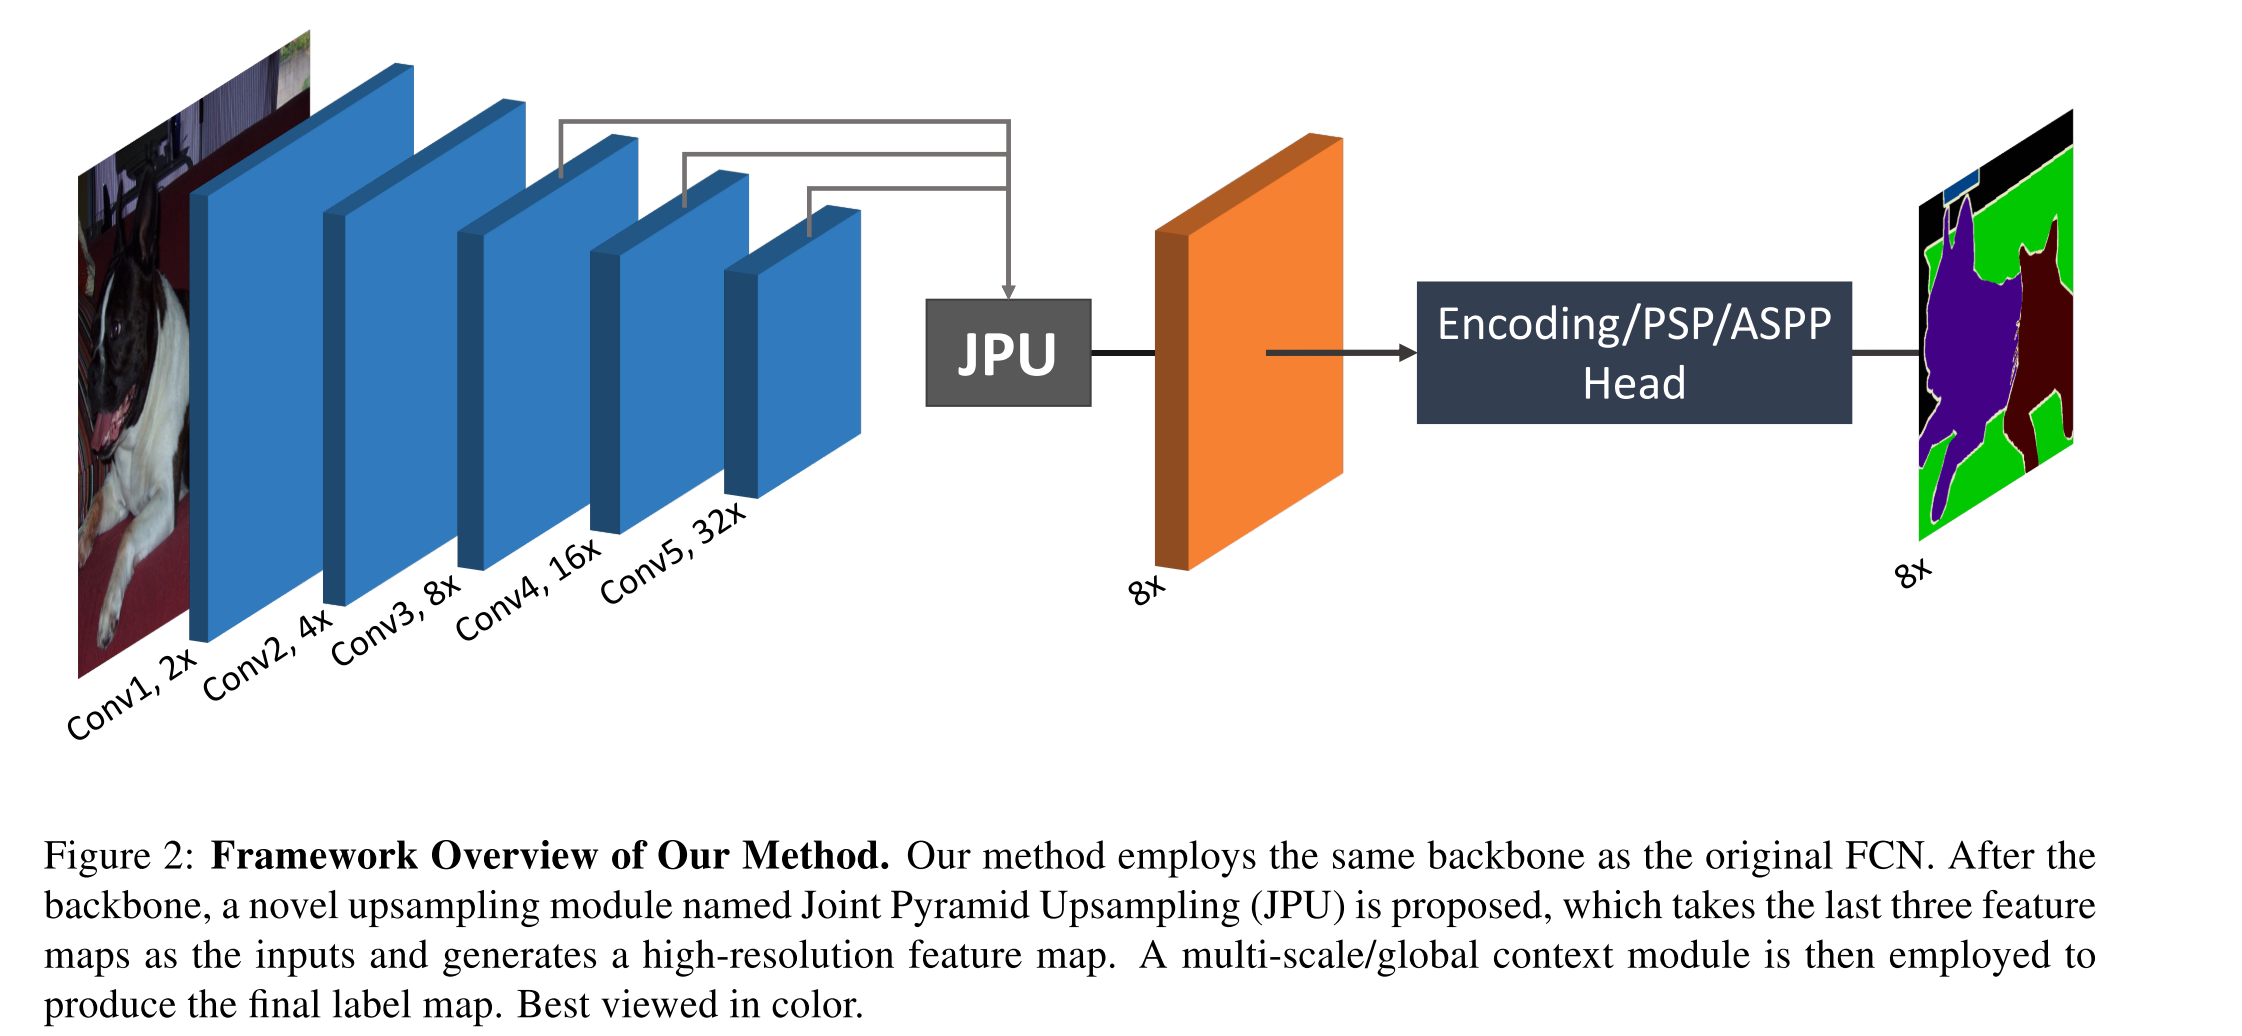 Conv1, 2x
Conv2, 4x
Conv3, 8x
Conv4, 16x
Conv5, 32x
JPU
8x
Encoding/PSP/ASPP
Head
8x
Figure 2: Framework Overview of Our Method. Our method employs the same backbone as the original FCN. After the
backbone, a novel upsampling module named Joint Pyramid Upsampling (JPU) is proposed, which takes the last three feature
maps as the inputs and generates a high-resolution feature map. A multi-scale/global context module is then employed to
produce the final label map. Best viewed in color.